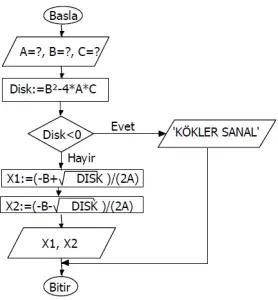 Basla
A=?, B=?, C=?
Disk:=B²-4*A*C
Disk<0
Evet
'KÖKLER SANAL'
Hayir
X1:=(-B+√DISK )/(2A)
X2:=(-B-√DISK )/(2A)
X1, X2
Bitir